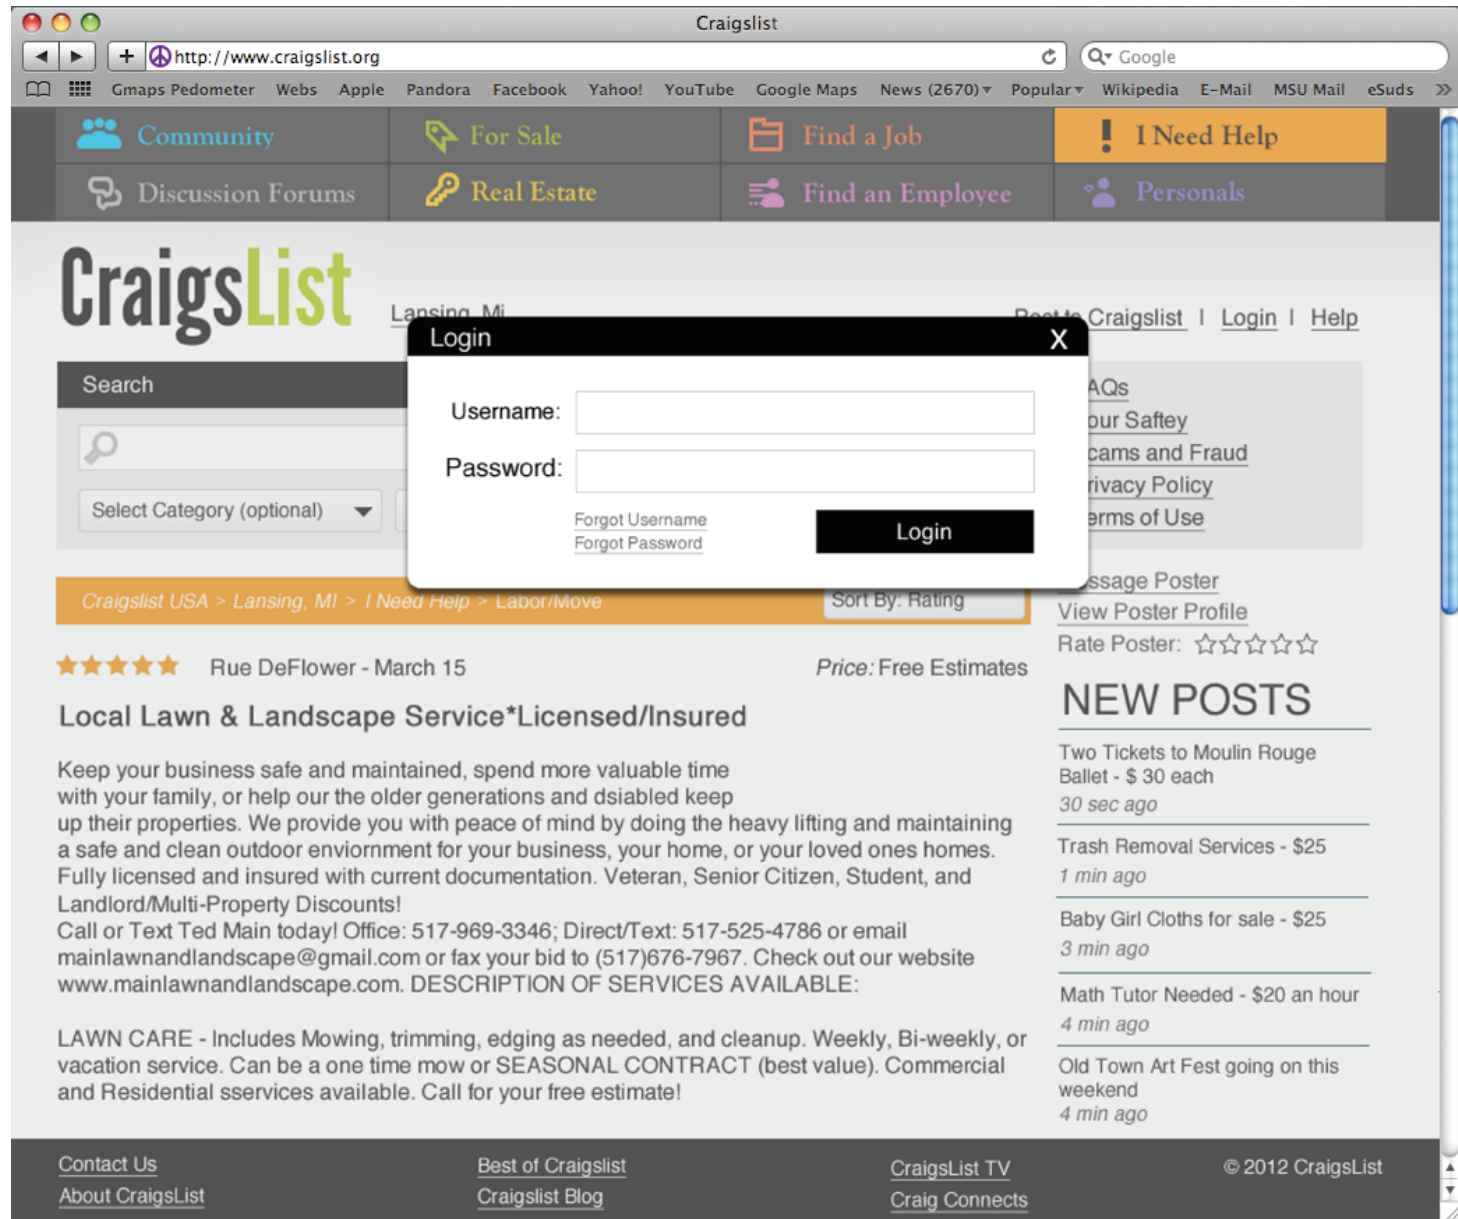 Craigslist
http://www.craigslist.org
Google
Gmaps Pedometer Webs Apple Pandora Facebook Yahoo! YouTube Google Maps News (2670) Popular Wikipedia E-Mail MSU Mail eSuds
Community For Sale Find a Job I Need Help
Discussion Forums Real Estate Find an Employee Personals
CraigsList
Lansing, Mi
to Craigslist | Login | Help
Login X
Username:
Password:
Forgot Username
Forgot Password
Login
Search
Select Category (optional)
AQs
our Saftey
cams and Fraud
rivacy Policy
erms of Use
Craigslist USA > Lansing, MI > I Need Help > Labor/Move
Sort By: Rating
ssage Poster
View Poster Profile
Rate Poster:
Rue DeFlower - March 15
Price: Free Estimates
Local Lawn & Landscape Service*Licensed/Insured
Keep your business safe and maintained, spend more valuable time
with your family, or help our the older generations and dsiabled keep
up their properties. We provide you with peace of mind by doing the heavy lifting and maintaining
a safe and clean outdoor enviornment for your business, your home, or your loved ones homes.
Fully licensed and insured with current documentation. Veteran, Senior Citizen, Student, and
Landlord/Multi-Property Discounts!
Call or Text Ted Main today! Office: 517-969-3346; Direct/Text: 517-525-4786 or email
mainlawnandlandscape@gmail.com or fax your bid to (517)676-7967. Check out our website
www.mainlawnandlandscape.com. DESCRIPTION OF SERVICES AVAILABLE:
LAWN CARE - Includes Mowing, trimming, edging as needed, and cleanup. Weekly, Bi-weekly, or
vacation service. Can be a one time mow or SEASONAL CONTRACT (best value). Commercial
and Residential sservices available. Call for your free estimate!
NEW POSTS
Two Tickets to Moulin Rouge
Ballet - $ 30 each
30 sec ago
Trash Removal Services - $25
1 min ago
Baby Girl Cloths for sale - $25
3 min ago
Math Tutor Needed - $20 an hour
4 min ago
Old Town Art Fest going on this
weekend
4 min ago
Contact Us
About CraigsList
Best of Craigslist
Craigslist Blog
CraigsList TV
Craig Connects
© 2012 CraigsList